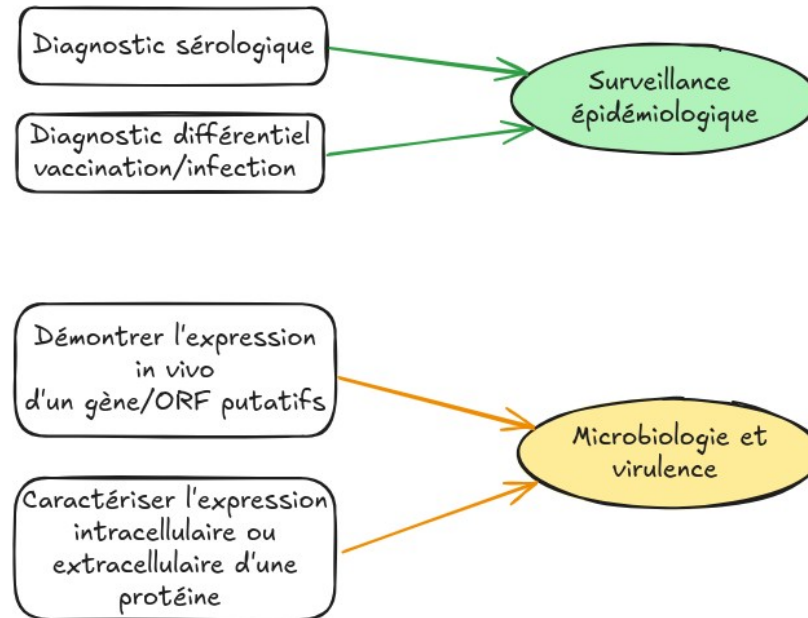 Diagnostic sérologique
Surveillance
épidémiologique
Diagnostic différentiel
vaccination/infection
Démontrer l'expression
in vivo
d'un gène/ORF putatifs
Microbiologie et
virulence
Caractériser l'expression
intracellulaire ou
extracellulaire d'une
protéine